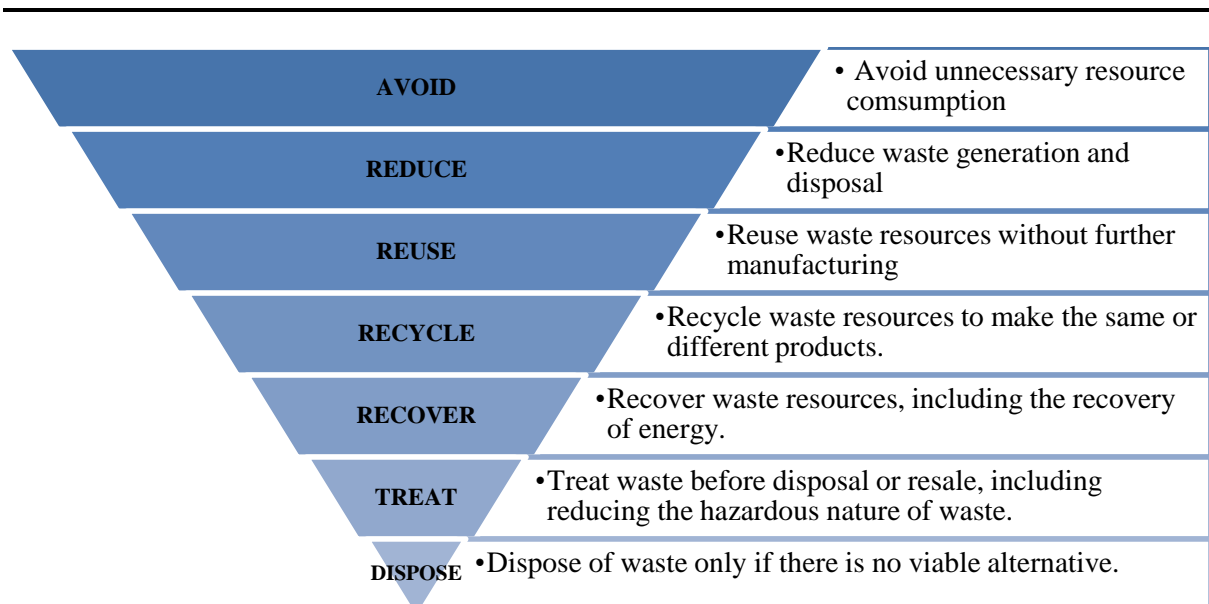 AVOID
• Avoid unnecessary resource
comsumption
REDUCE
•Reduce waste generation and
disposal
REUSE
•Reuse waste resources without further
manufacturing
RECYCLE
•Recycle waste resources to make the same or
different products.
RECOVER
•Recover waste resources, including the recovery
of energy.
TREAT
•Treat waste before disposal or resale, including
reducing the hazardous nature of waste.
DISPOSE
•Dispose of waste only if there is no viable alternative.